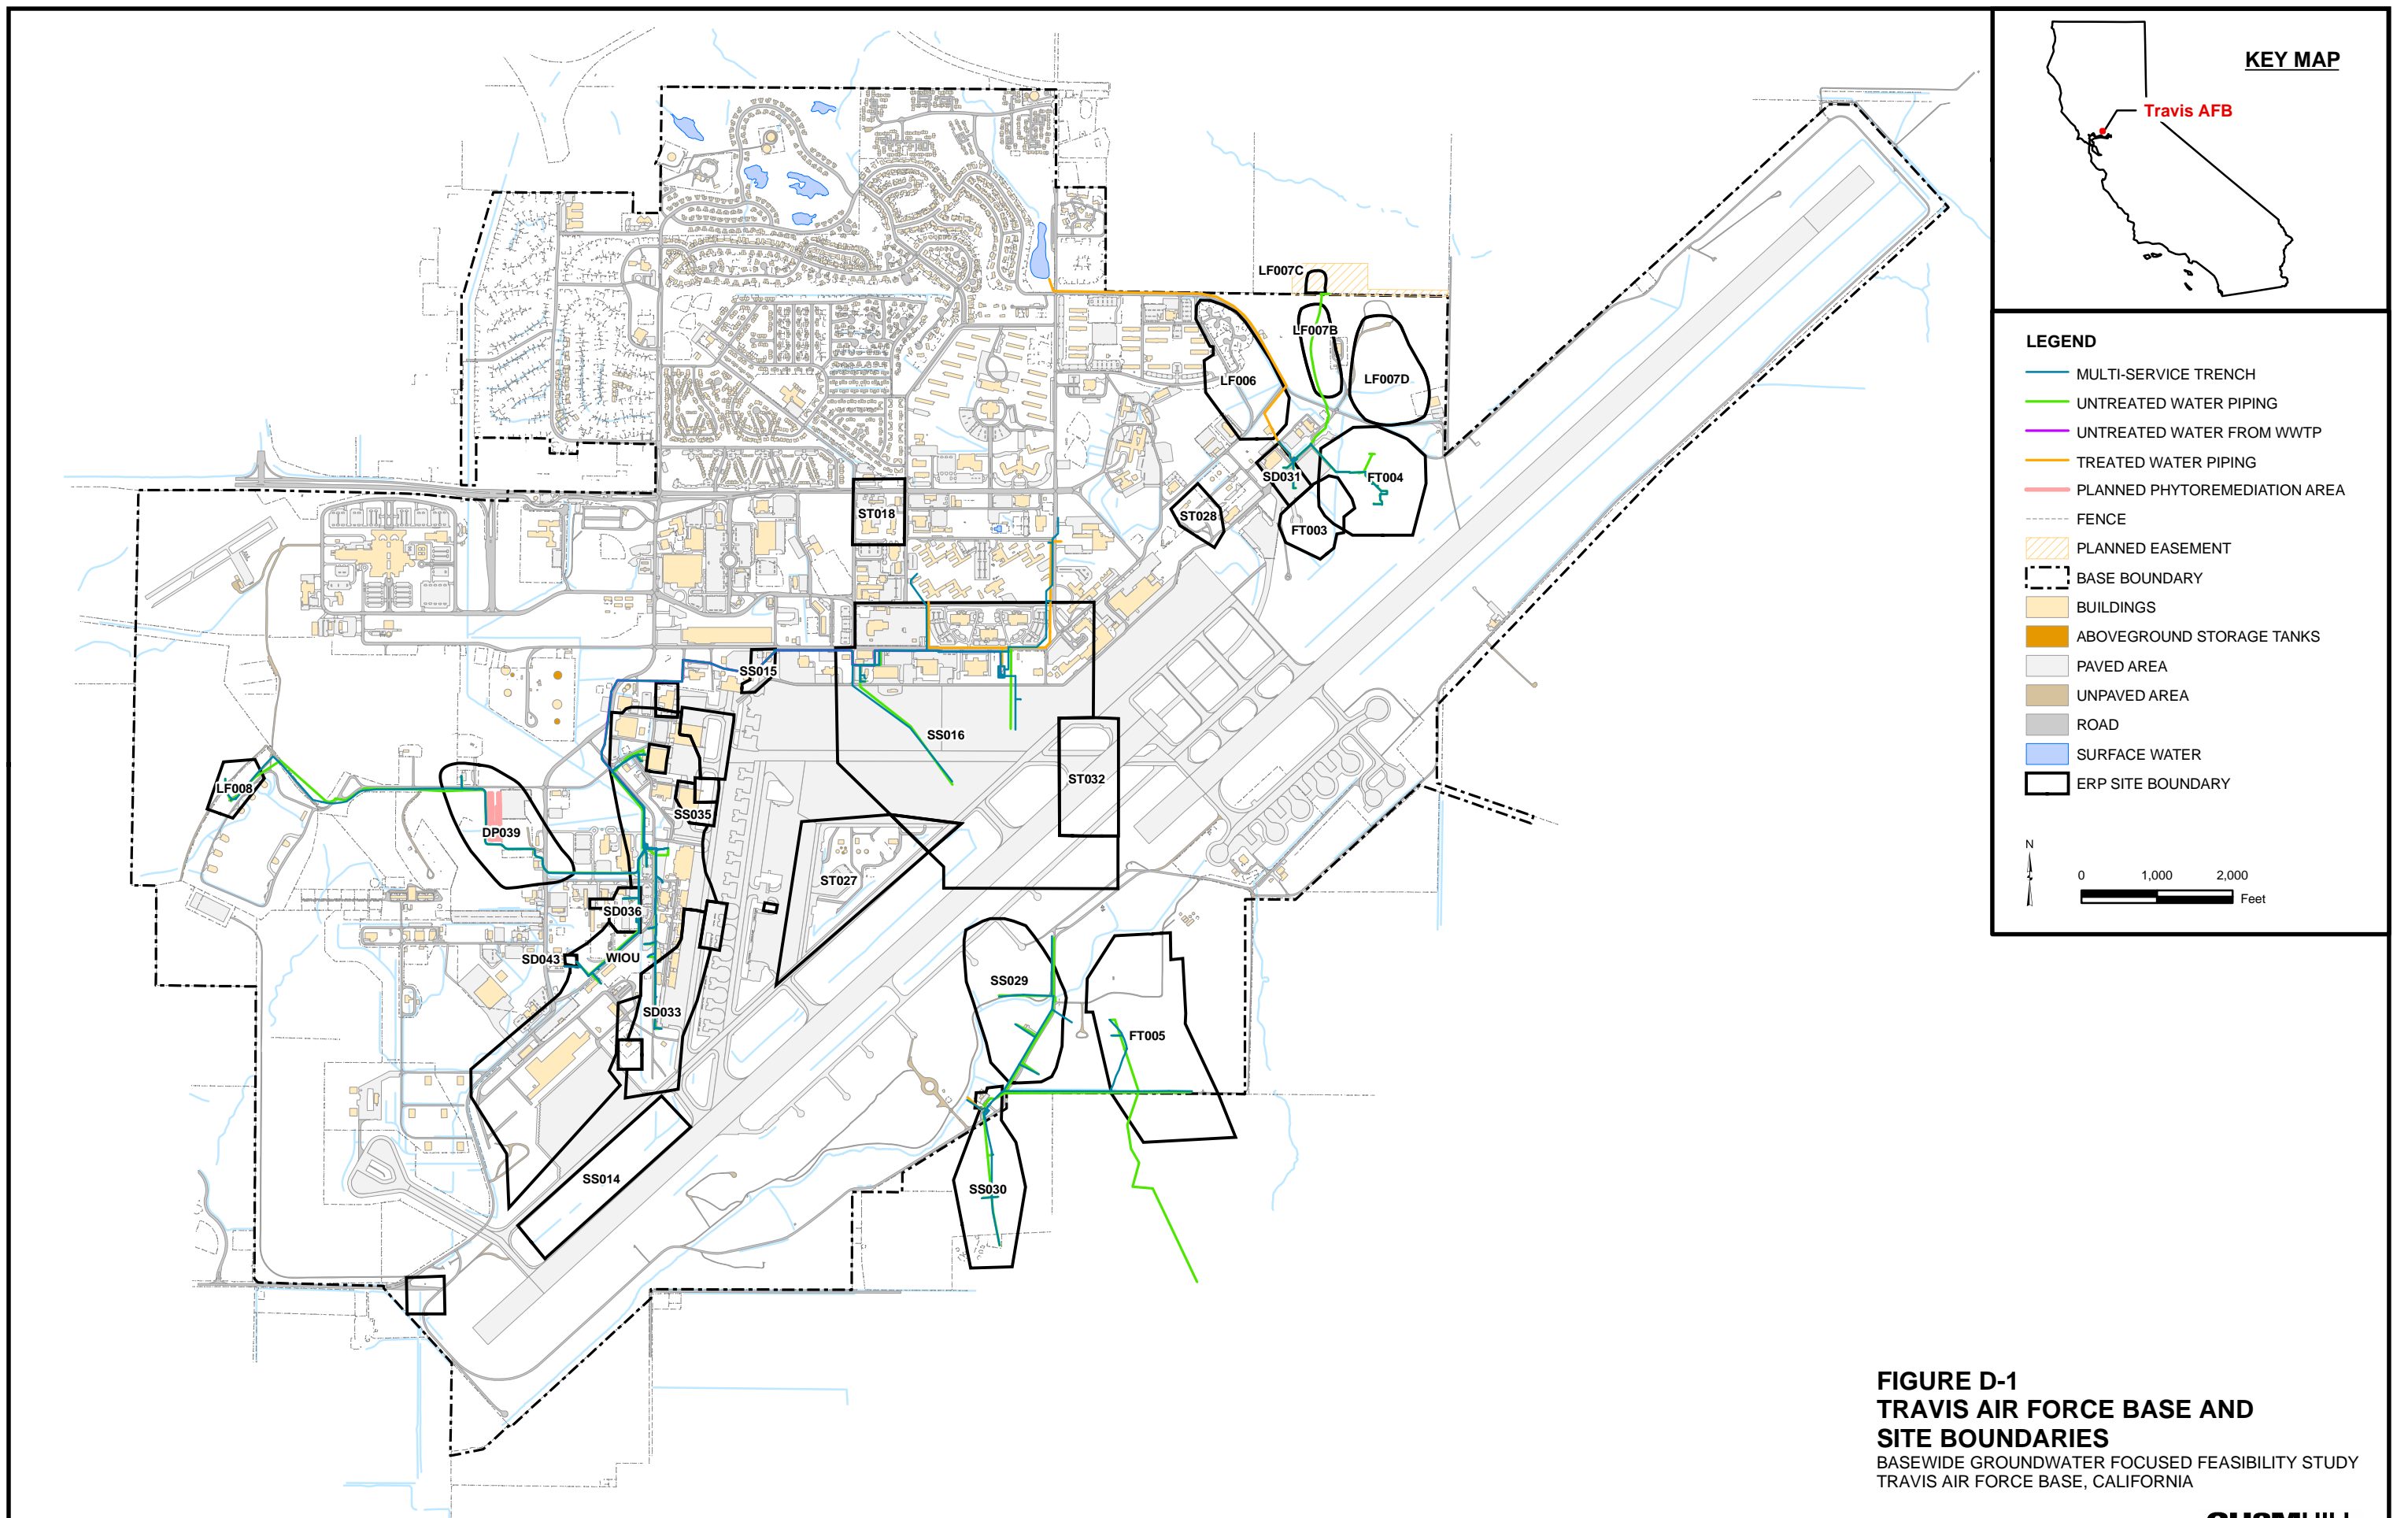 KEY MAP
Travis AFB
LEGEND
MULTI-SERVICE TRENCH
UNTREATED WATER PIPING
UNTREATED WATER FROM WWTP
TREATED WATER PIPING
PLANNED PHYTOREMEDIATION AREA
FENCE
PLANNED EASEMENT
BASE BOUNDARY
BUILDINGS
ABOVEGROUND STORAGE TANKS
PAVED AREA
UNPAVED AREA
ROAD
SURFACE WATER
ERP SITE BOUNDARY
N
0 1,000 2,000
Feet
LF007C
LF007B
LF007D
LF006
SD031
FT004
ST018
ST028
FT003
SS015
SS016
ST032
LF008
SS035
DP039
ST027
SD036
SD043
WIOU
SS029
SD033
FT005
SS014
SS030
FIGURE D-1
TRAVIS AIR FORCE BASE AND
SITE BOUNDARIES
BASEWIDE GROUNDWATER FOCUSED FEASIBILITY STUDY
TRAVIS AIR FORCE BASE, CALIFORNIA